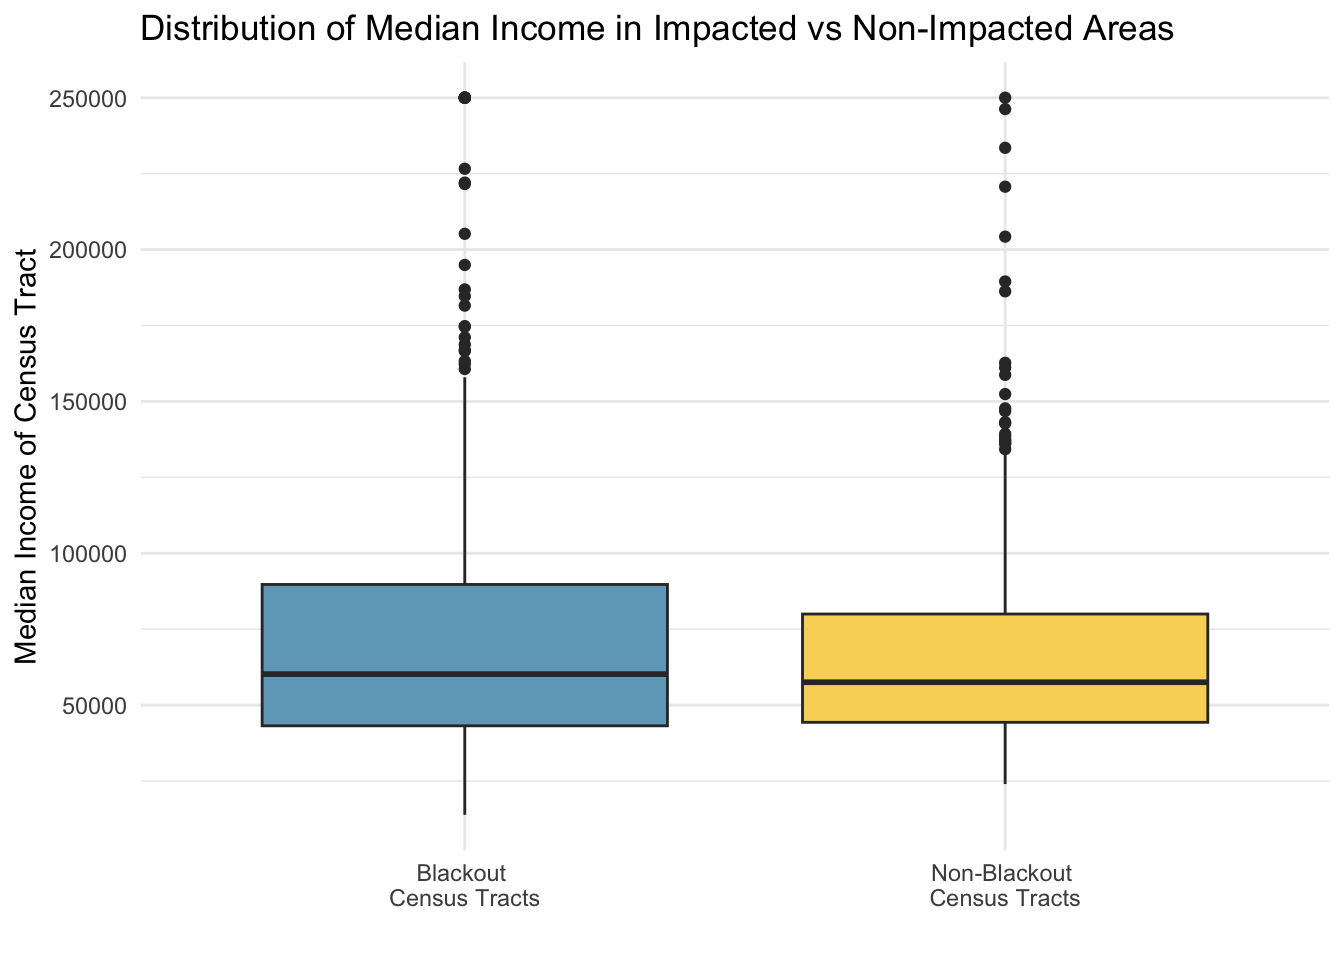 Distribution of Median Income in Impacted vs Non-Impacted Areas
Median Income of Census Tract
250000
200000
150000
100000
50000
Blackout
Census Tracts
Non-Blackout
Census Tracts